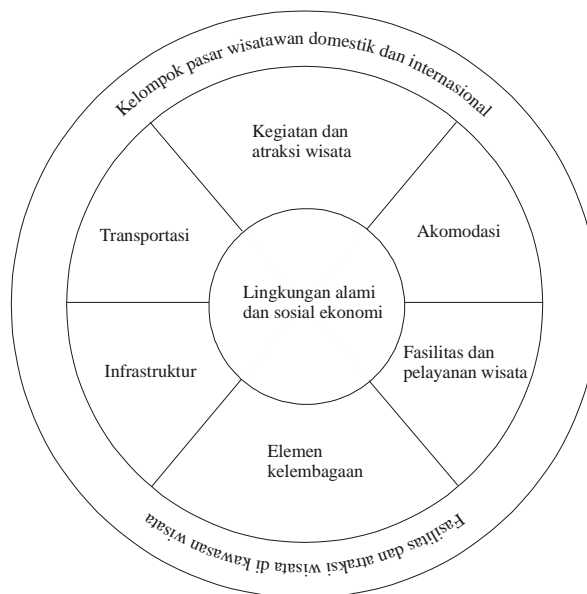 Kelompok pasar wisatawan domestik dan internasional
Kegiatan dan
atraksi wisata
Transportasi
Akomodasi
Lingkungan alami
dan sosial ekonomi
Infrastruktur
Fasilitas dan
pelayanan wisata
Elemen
kelembagaan
Fasilitas dan atraksi wisata di kawasan wisata